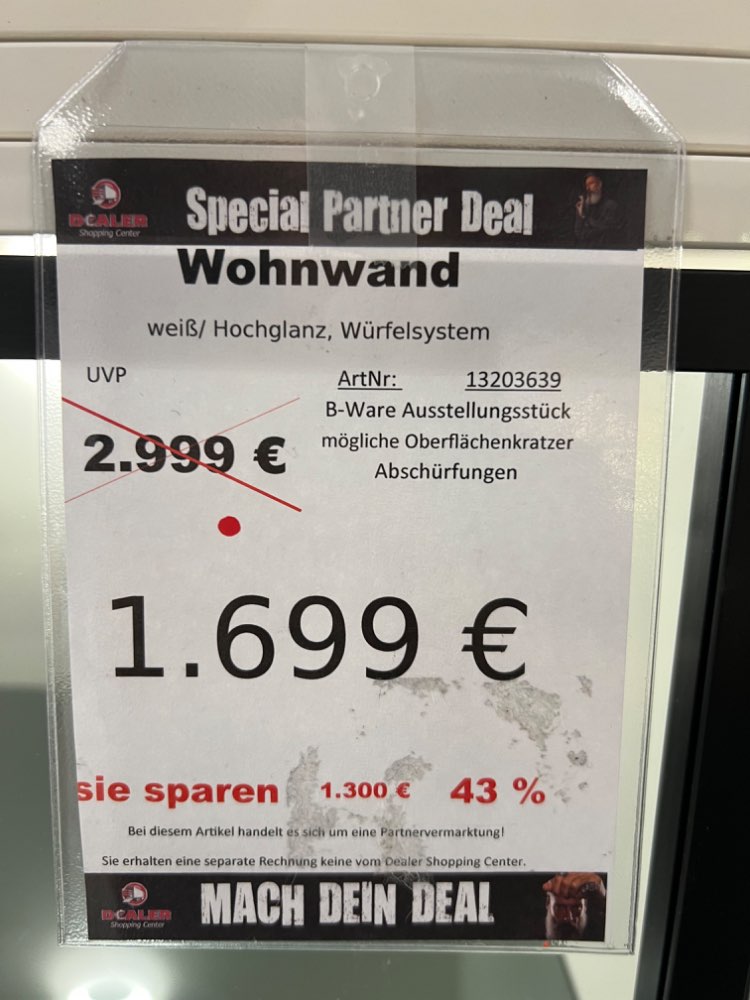 DEALER
Shopping Center
Special Partner Deal
Wohnwand
weiß/ Hochglanz, Würfelsystem
UVP
ArtNr: 13203639
B-Ware Ausstellungsstück
2.999 €
mögliche Oberflächenkratzer
Abschürfungen
1.699 €
sie sparen 1.300 € 43 %
Bei diesem Artikel handelt es sich um eine Partnervermarktung!
Sie erhalten eine separate Rechnung keine vom Dealer Shopping Center.
DEALER
Shopping Center
MACH DEIN DEAL